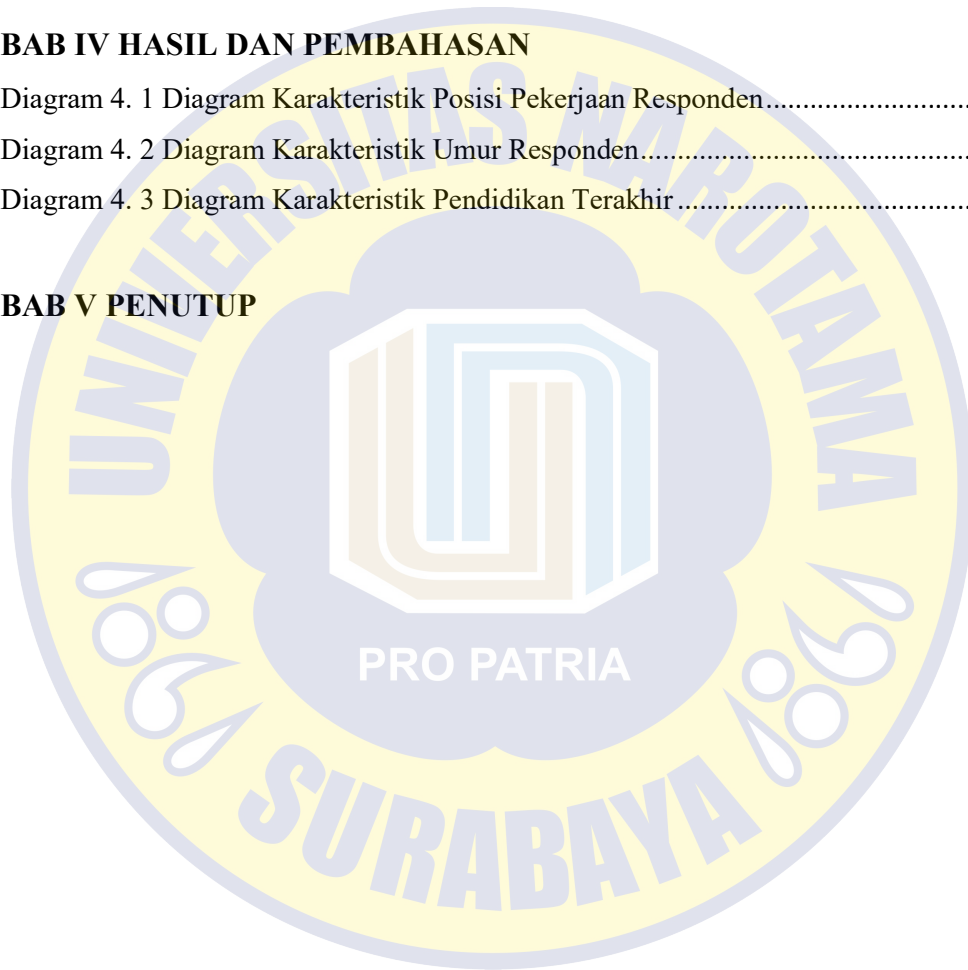 BAB IV HASIL DAN PEMBAHASAN
Diagram 4. 1 Diagram Karakteristik Posisi Pekerjaan Responden............................
Diagram 4. 2 Diagram Karakteristik Umur Responden...........................................
Diagram 4. 3 Diagram Karakteristik Pendidikan Terakhir.......................................
BAB V PENUTUP
UNIVERSITAS NAROTAMA
PRO PATRIA
SURABAYA